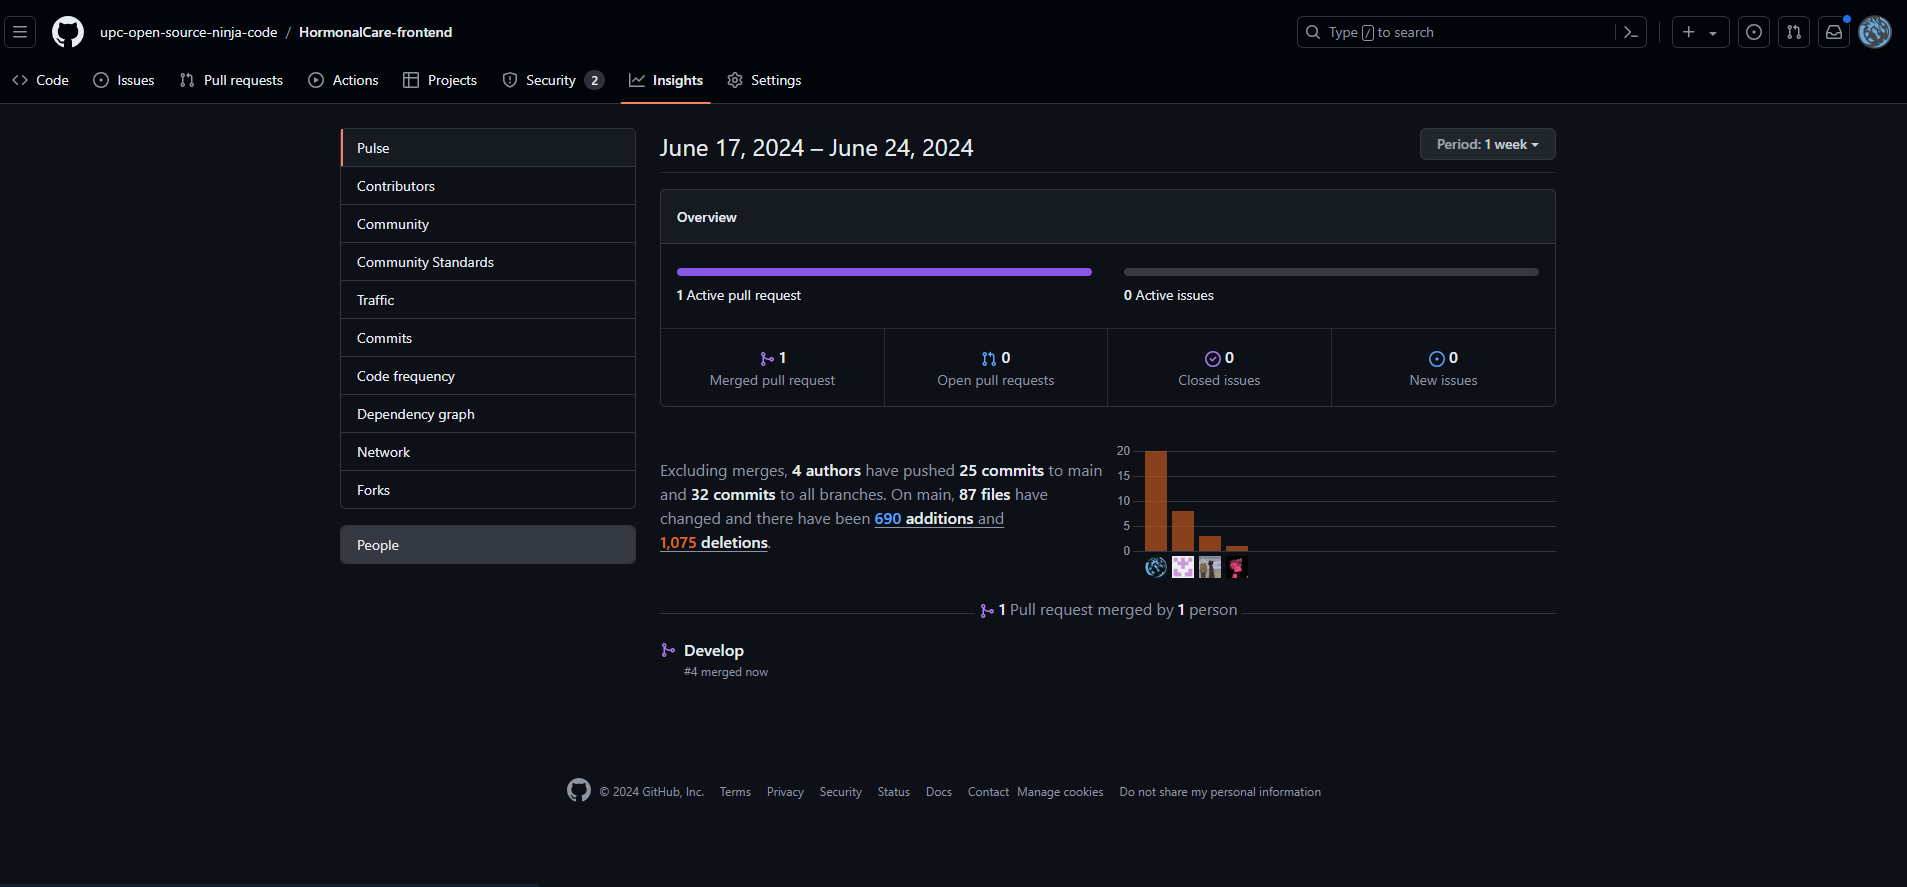 upc-open-source-ninja-code / HormonalCare-frontend
Type / to search
Code
Issues
Pull requests
Actions
Projects
Security 2
Insights
Settings
Pulse
Contributors
Community
Community Standards
Traffic
Commits
Code frequency
Dependency graph
Network
Forks
People
June 17, 2024 – June 24, 2024
Period: 1 week
Overview
1 Active pull request
0 Active issues
1
Merged pull request
0
Open pull requests
0
Closed issues
0
New issues
Excluding merges, 4 authors have pushed 25 commits to main
and 32 commits to all branches. On main, 87 files have
changed and there have been 690 additions and
1,075 deletions.
20
15
10
5
0
1 Pull request merged by 1 person
Develop
#4 merged now
© 2024 GitHub, Inc.
Terms
Privacy
Security
Status
Docs
Contact
Manage cookies
Do not share my personal information